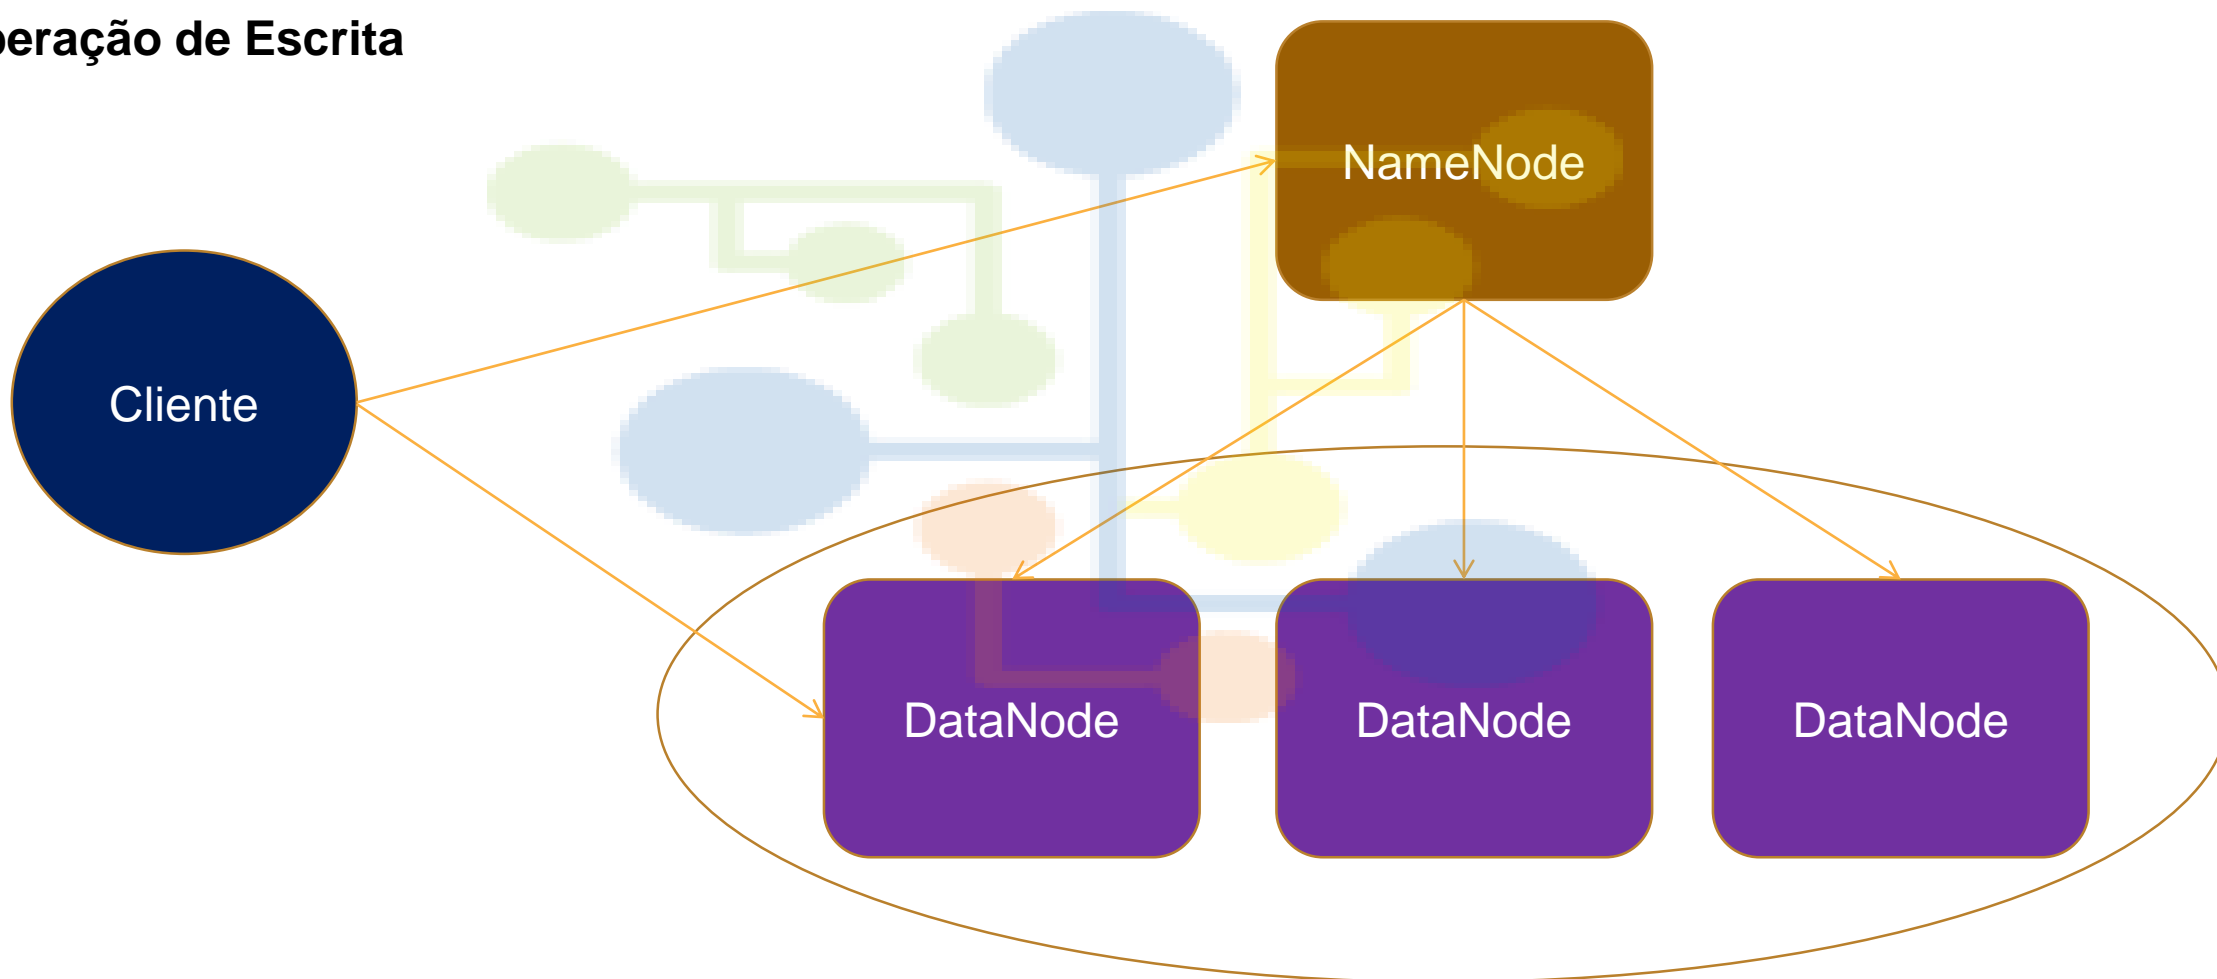 peração de Escrita
NameNode
Cliente
DataNode
DataNode
DataNode